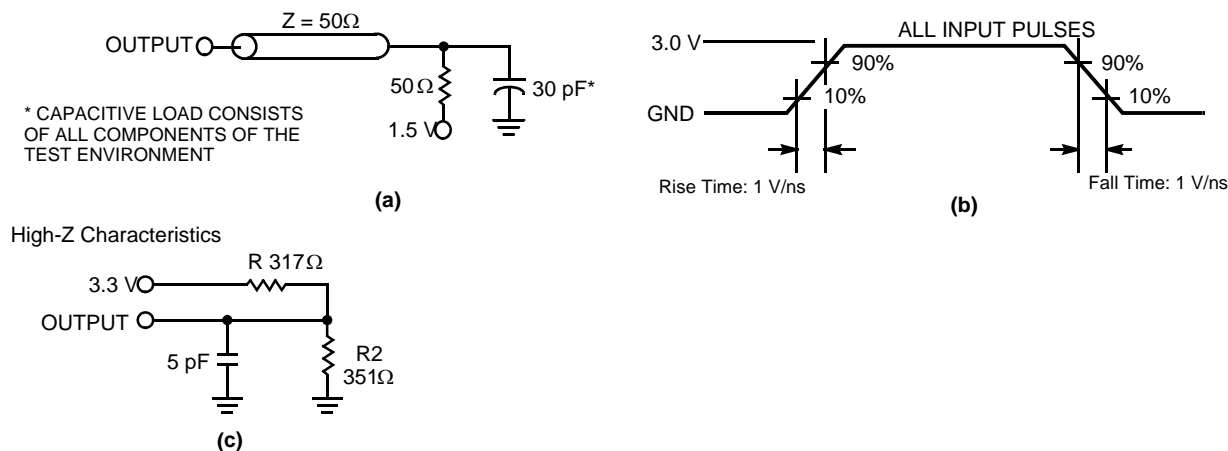 Z = 50Ω
OUTPUT
50Ω
30 pF*
1.5 V
* CAPACITIVE LOAD CONSISTS
OF ALL COMPONENTS OF THE
TEST ENVIRONMENT
(a)
ALL INPUT PULSES
3.0 V
90%
90%
10%
10%
GND
Rise Time: 1 V/ns
Fall Time: 1 V/ns
(b)
High-Z Characteristics
R 317Ω
3.3 V
OUTPUT
5 pF
R2
351Ω
(c)